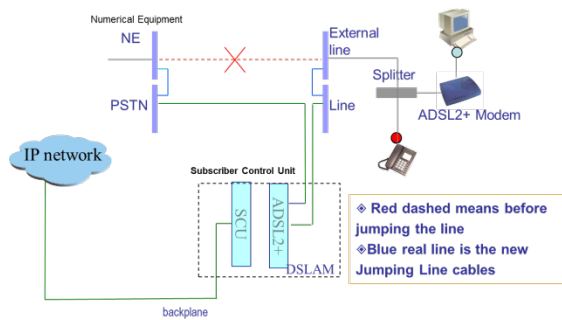 Numerical Equipment
NE
External
line
PSTN
Line
Splitter
ADSL2+ Modem
IP network
Subscriber Control Unit
SCU
ADSL2+
DSLAM
◈ Red dashed means before
jumping the line
◈Blue real line is the new
Jumping Line cables
backplane